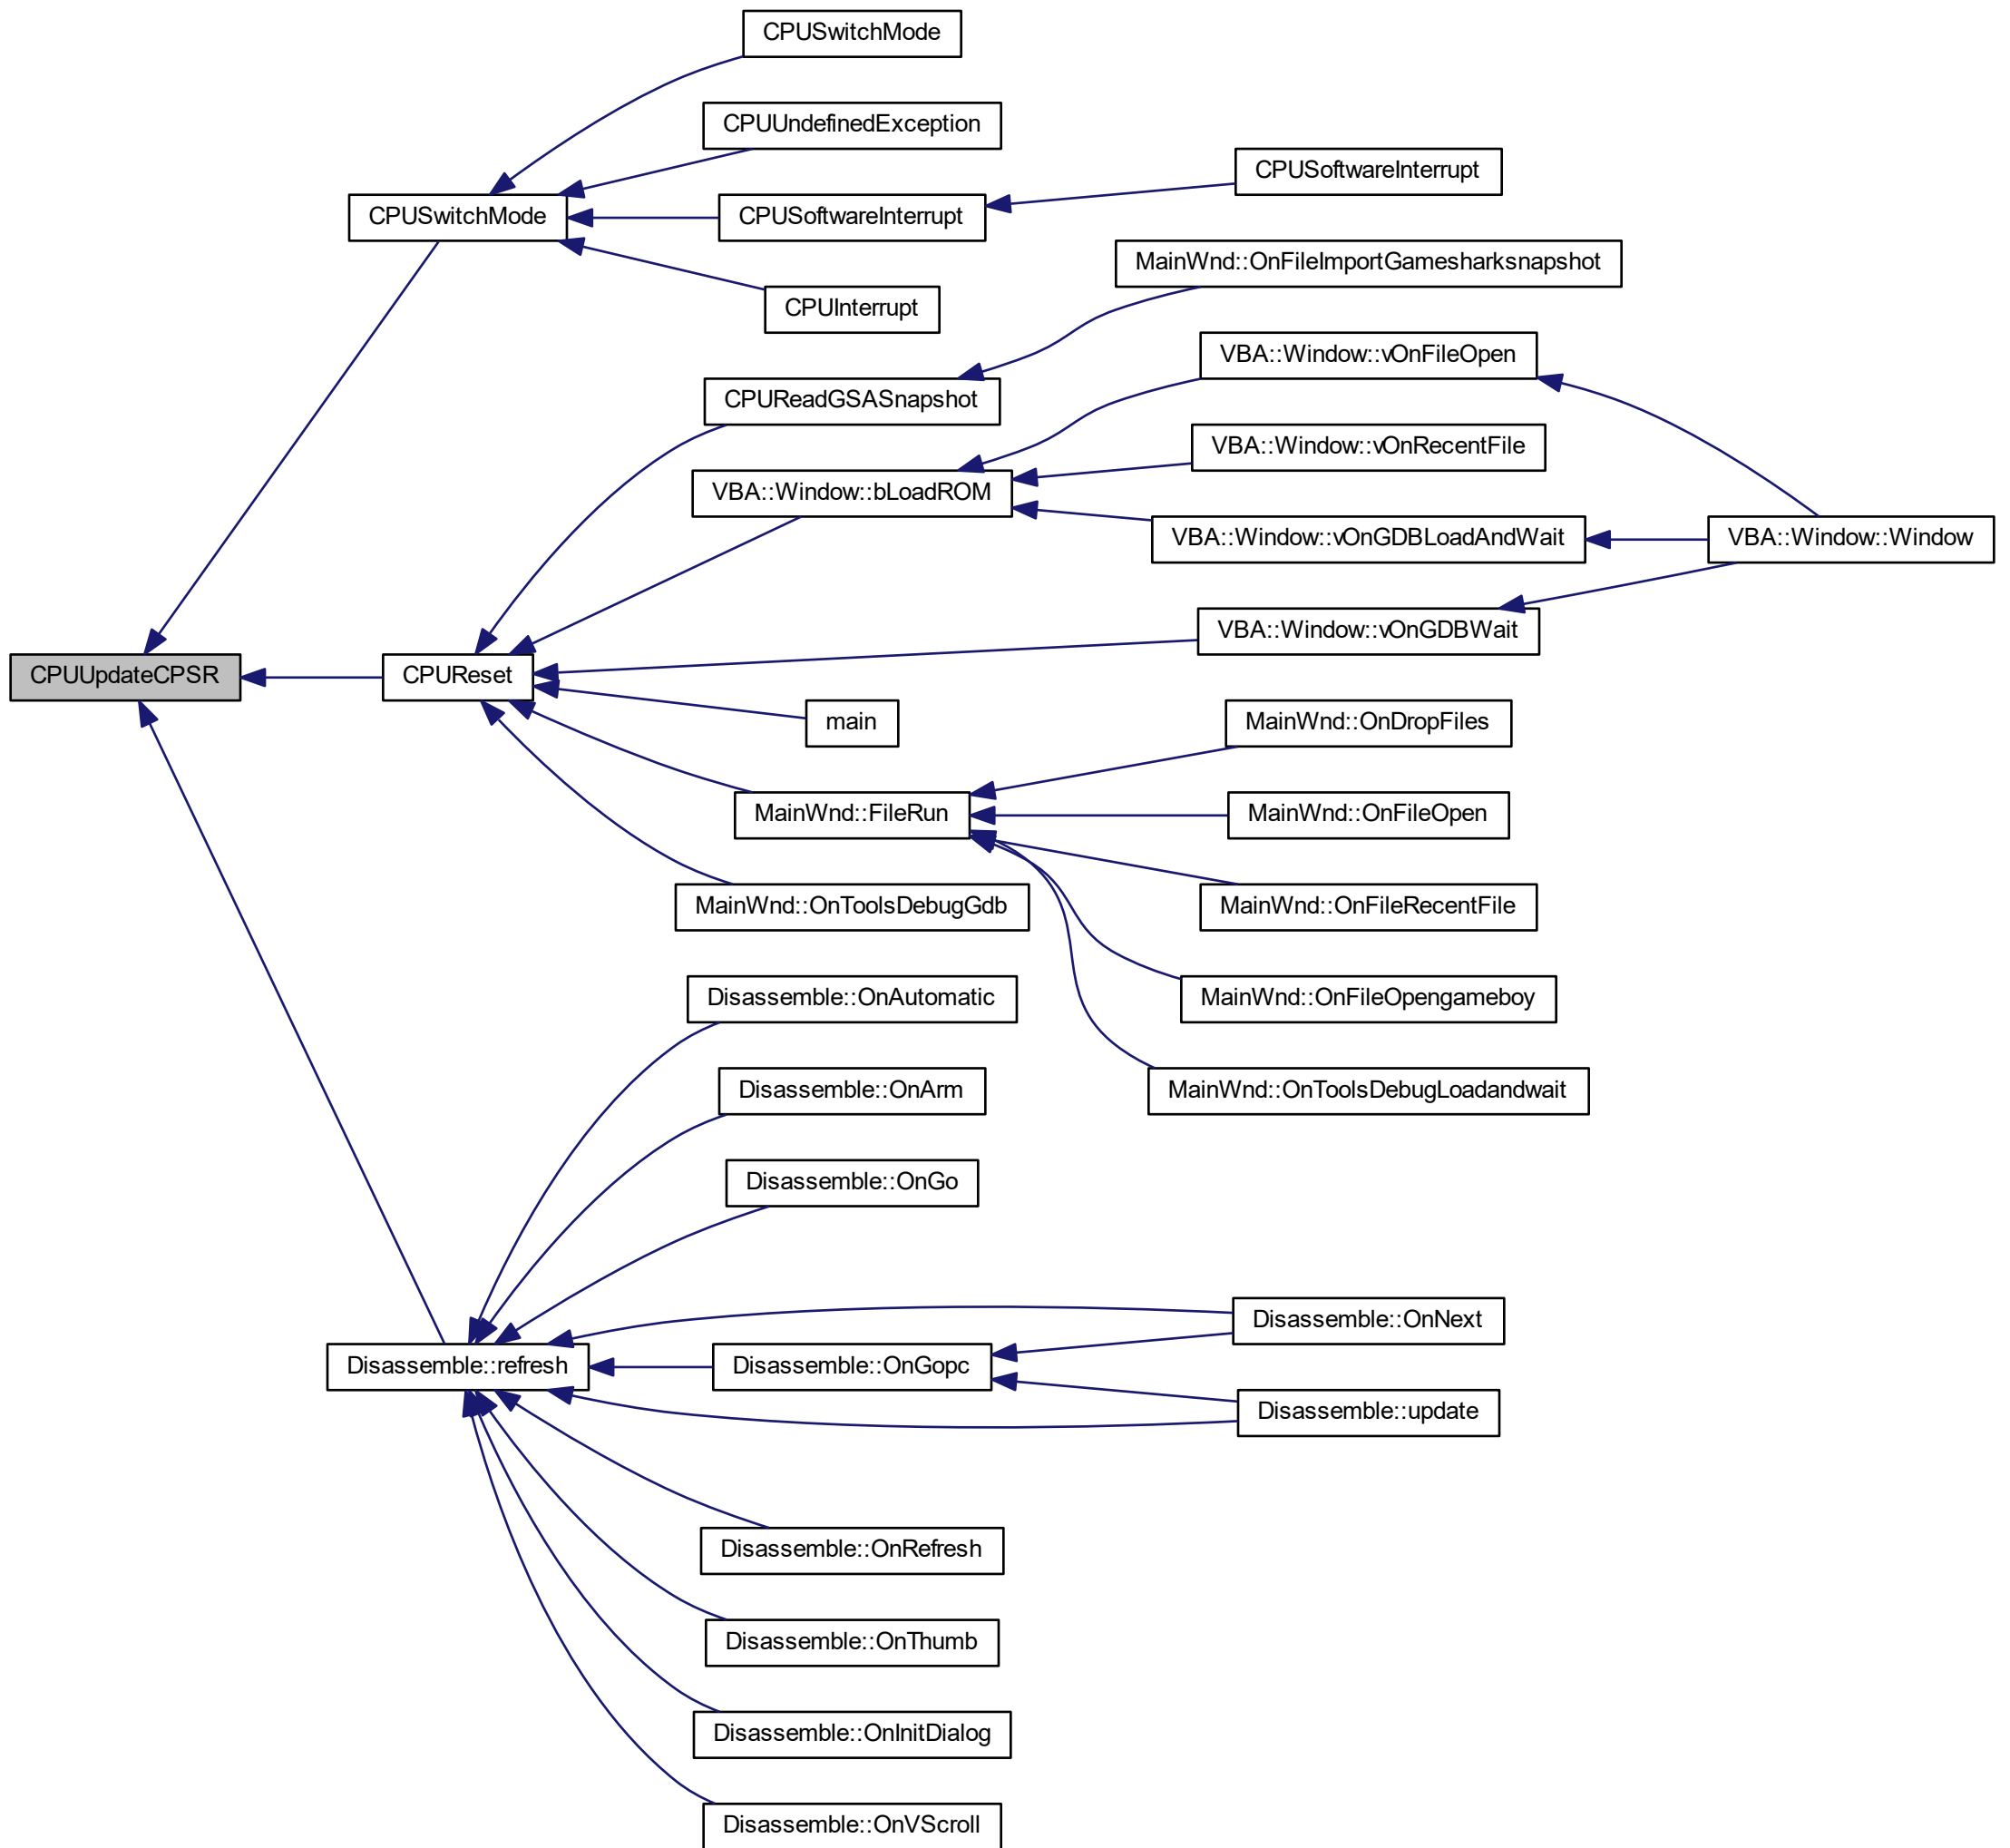 CPUSwitchMode
CPUUndefinedException
CPUSoftwareInterrupt
CPUSwitchMode
CPUSoftwareInterrupt
MainWnd::OnFileImportGamesharksnapshot
CPUInterrupt
VBA::Window::vOnFileOpen
CPUReadGSASnapshot
VBA::Window::vOnRecentFile
VBA::Window::bLoadROM
VBA::Window::vOnGDBLoadAndWait
VBA::Window::Window
VBA::Window::vOnGDBWait
CPUUpdateCPSR
CPUReset
main
MainWnd::OnDropFiles
MainWnd::FileRun
MainWnd::OnFileOpen
MainWnd::OnToolsDebugGdb
MainWnd::OnFileRecentFile
Disassemble::OnAutomatic
MainWnd::OnFileOpengameboy
Disassemble::OnArm
MainWnd::OnToolsDebugLoadandwait
Disassemble::OnGo
Disassemble::OnNext
Disassemble::refresh
Disassemble::OnGopc
Disassemble::update
Disassemble::OnRefresh
Disassemble::OnThumb
Disassemble::OnInitDialog
Disassemble::OnVScroll